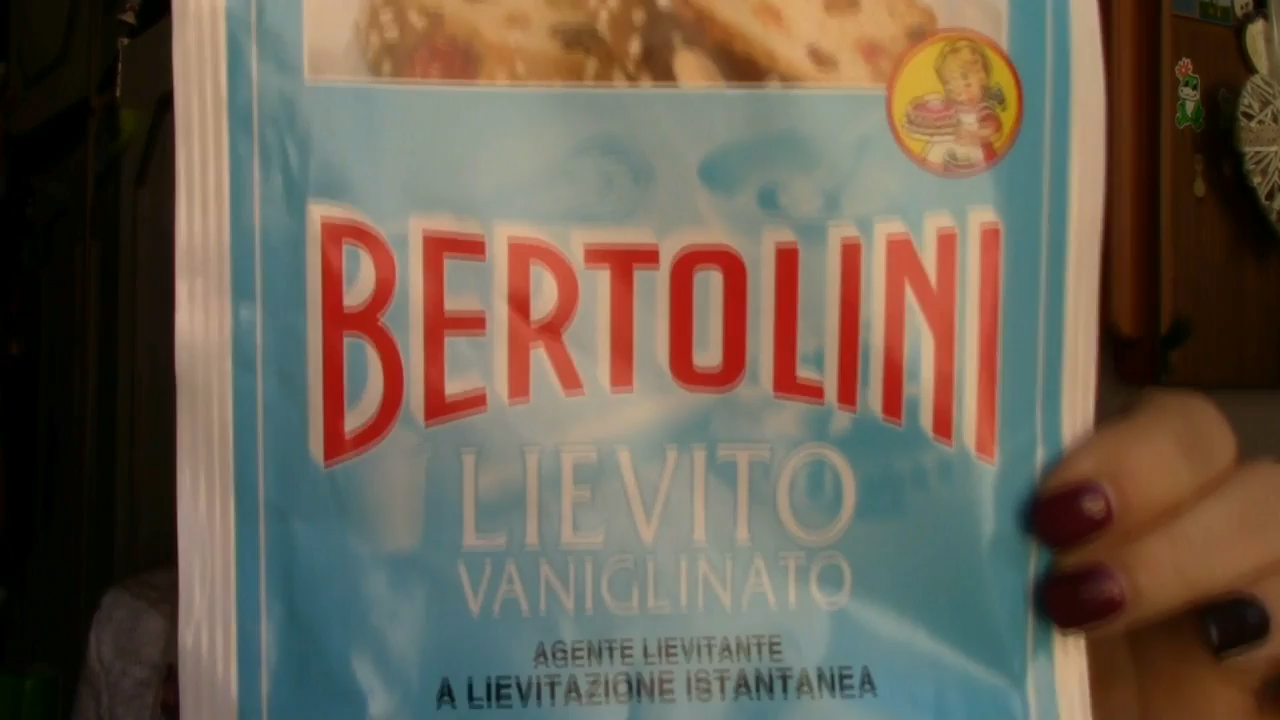 BERTOLINI
LIEVITO
VANIGLINATO
AGENTE LIEVITANTE
A LIEVITAZIONE ISTANTANEA